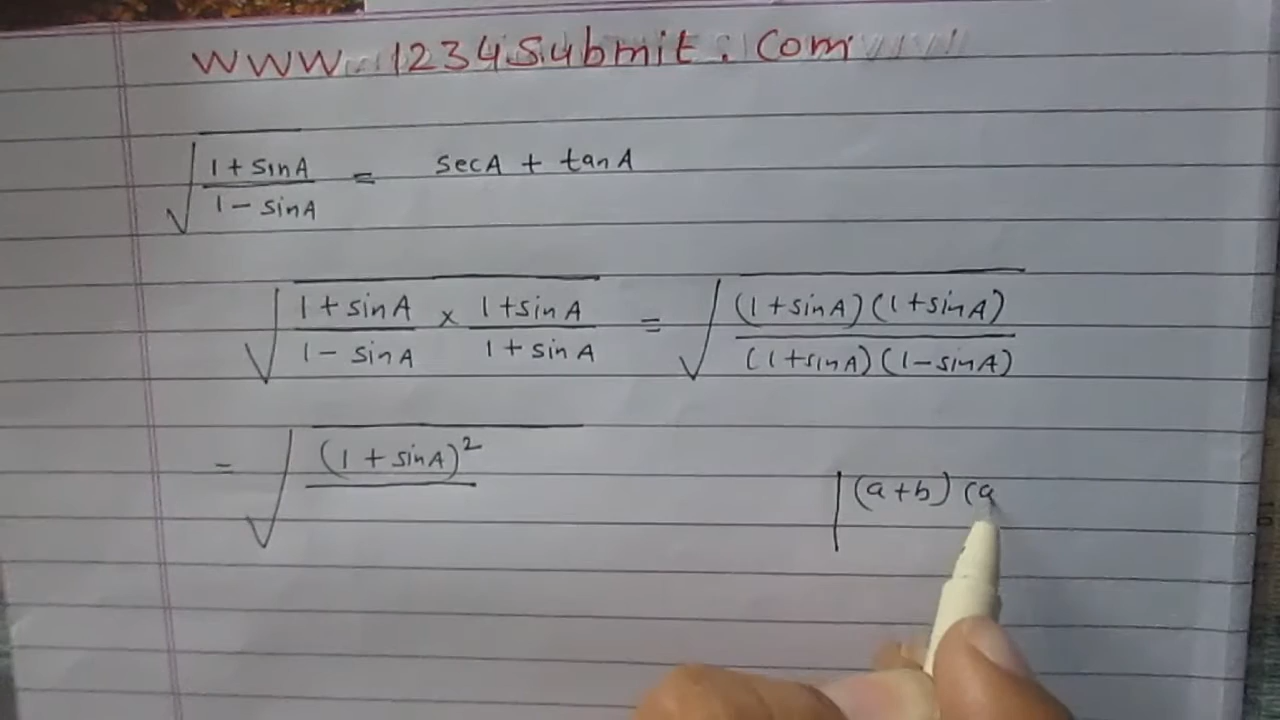 www.1234submit.com
√(1+sinA)/(1-sinA) = secA + tanA
√(1+sinA)/(1-sinA) × (1+sinA)/(1+sinA) = √((1+sinA)(1+sinA))/((1+sinA)(1-sinA))
= √(1+sinA)²
(a+b)(a